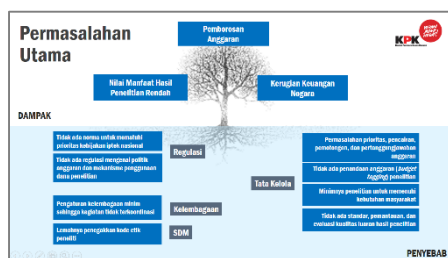 Permasalahan
Utama
Pemborosan
Anggaran
KPK
Nilai Manfaat Hasil
Penelitian Rendah
Kerugian Keuangan
Negara
DAMPAK
Tidak ada norma untuk mematuhi
prioritas kebijakan iptek nasional
Tidak ada regulasi mengenai politik
anggaran dan mekanisme penggunaan
dana penelitian
Regulasi
Pengaturan kelembagaan minim
sehingga kegiatan tidak terkoordinasi
Kelembagaan
Lemahnya penegakkan kode etik
peneliti
SDM
Tata Kelola
Permasalahan prioritas, pencairan,
pemotongan, dan pertanggungjawaban
anggaran
Tidak ada penandaan anggaran (budget
tagging) penelitian
Minimnya penelitian untuk memenuhi
kebutuhan masyarakat
Tidak ada standar, pemantauan, dan
evaluasi kualitas luaran hasil penelitian
PENYEBAB